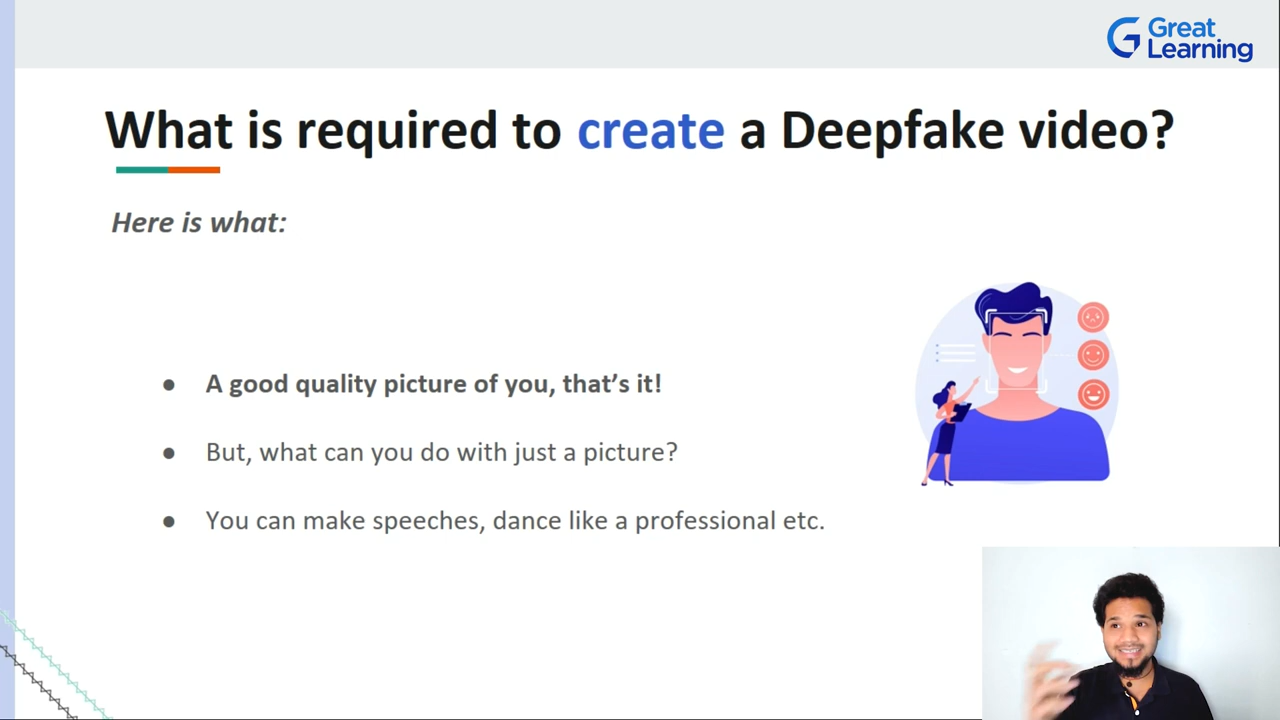 Great
Learning
What is required to create a Deepfake video?
Here is what:
● A good quality picture of you, that's it!
● But, what can you do with just a picture?
● You can make speeches, dance like a professional etc.